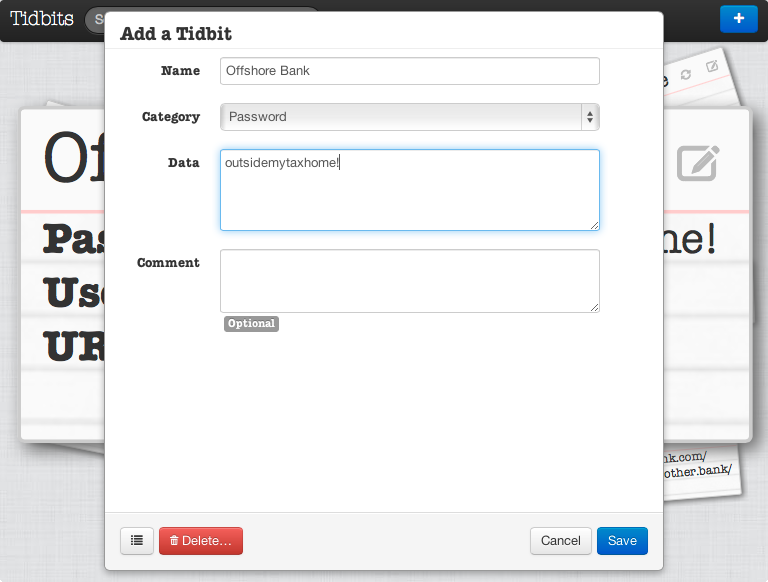 Tidbits
S
+
Add a Tidbit
Name
Offshore Bank
Category
Password
Data
outsidemytaxhome!
Comment
Optional
Delete...
Cancel
Save
Of
Pas
ne!
Use
UR
nk.com/
other.bank/